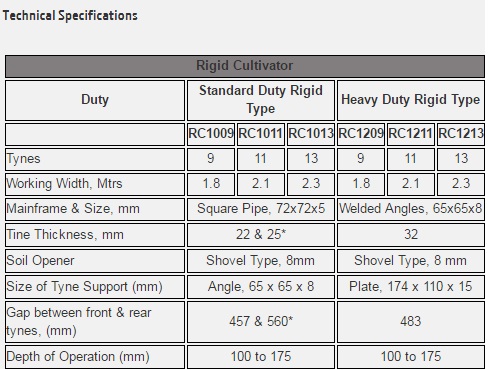 Technical Specifications
Rigid Cultivator
Duty Standard Duty Rigid Type Heavy Duty Rigid Type
RC1009 RC1011 RC1013 RC1209 RC1211 RC1213
Tynes 9 11 13 9 11 13
Working Width, Mtrs 1.8 2.1 2.3 1.8 2.1 2.3
Mainframe & Size, mm Square Pipe, 72x72x5 Welded Angles, 65x65x8
Tine Thickness, mm 22 & 25* 32
Soil Opener Shovel Type, 8mm Shovel Type, 8 mm
Size of Tyne Support (mm) Angle, 65 x 65 x 8 Plate, 174 x 110 x 15
Gap between front & rear tynes, (mm) 457 & 560* 483
Depth of Operation (mm) 100 to 175 100 to 175